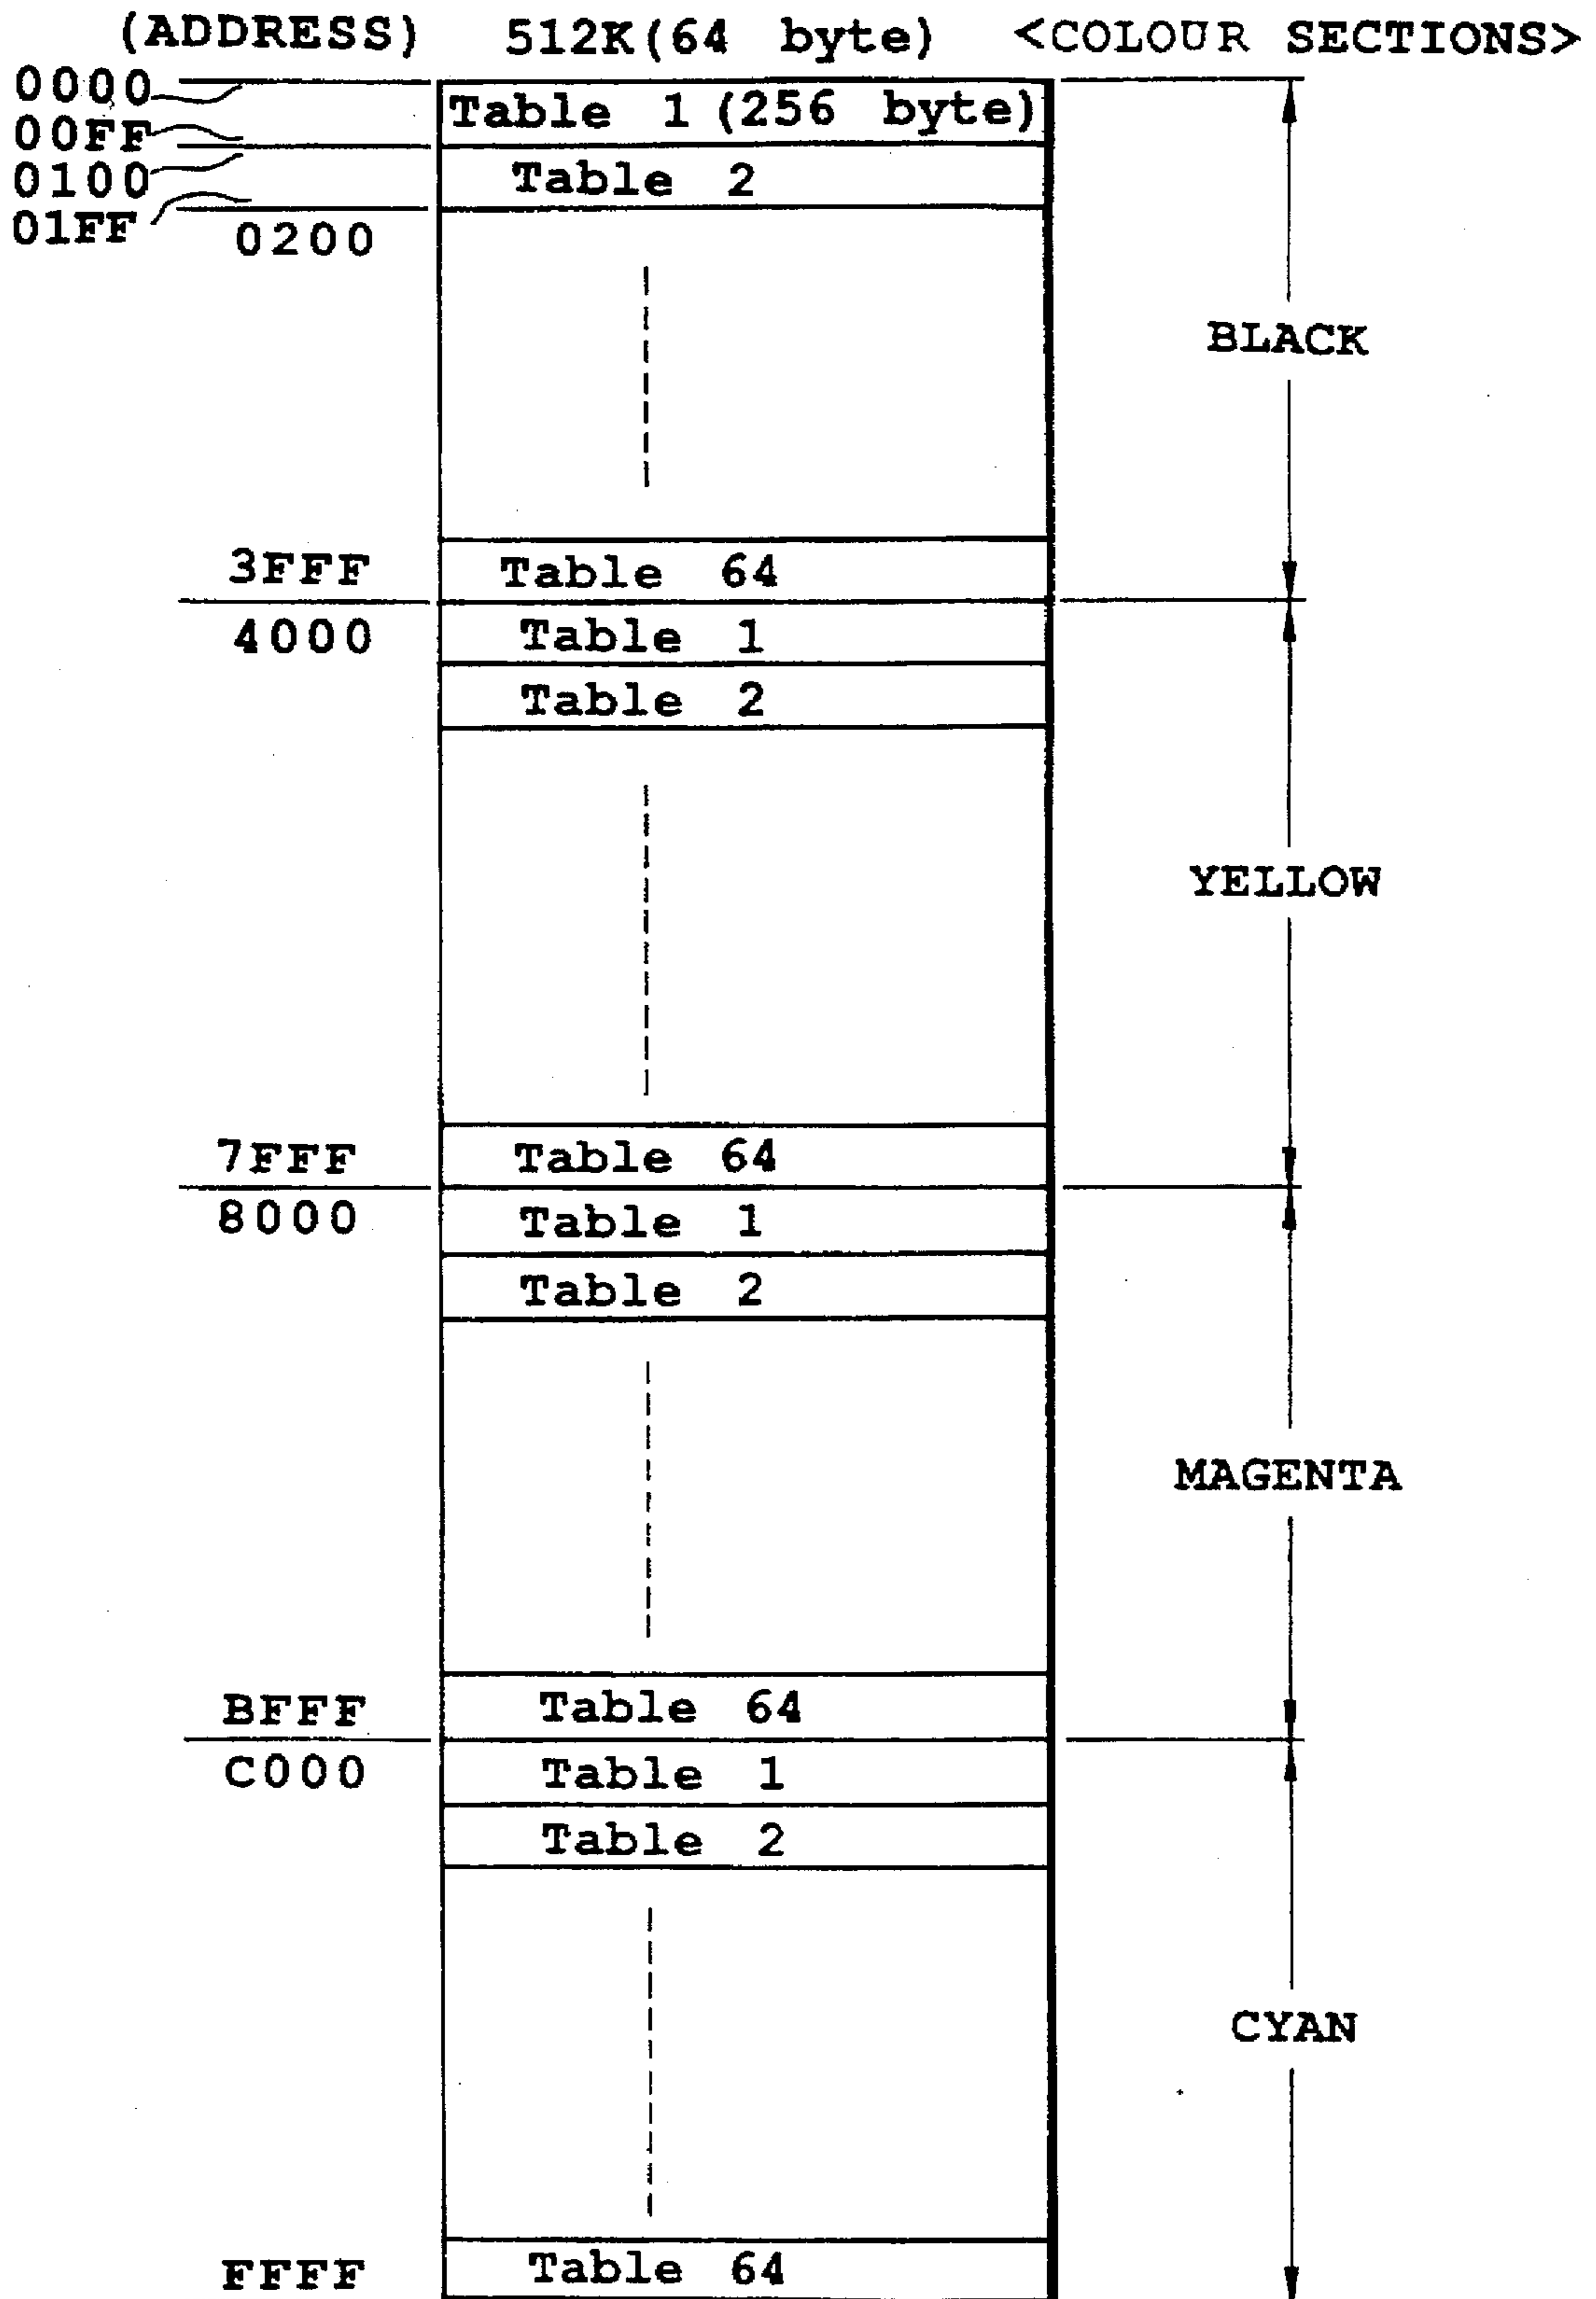 (ADDRESS) 512K(64 byte) <COLOUR SECTIONS>
0000
Table 1 (256 byte)
00FF
0100
Table 2
01FF
0200
BLACK
3FFF
Table 64
4000
Table 1
Table 2
YELLOW
7FFF
Table 64
8000
Table 1
Table 2
MAGENTA
BFFF
Table 64
C000
Table 1
Table 2
CYAN
FFFF
Table 64